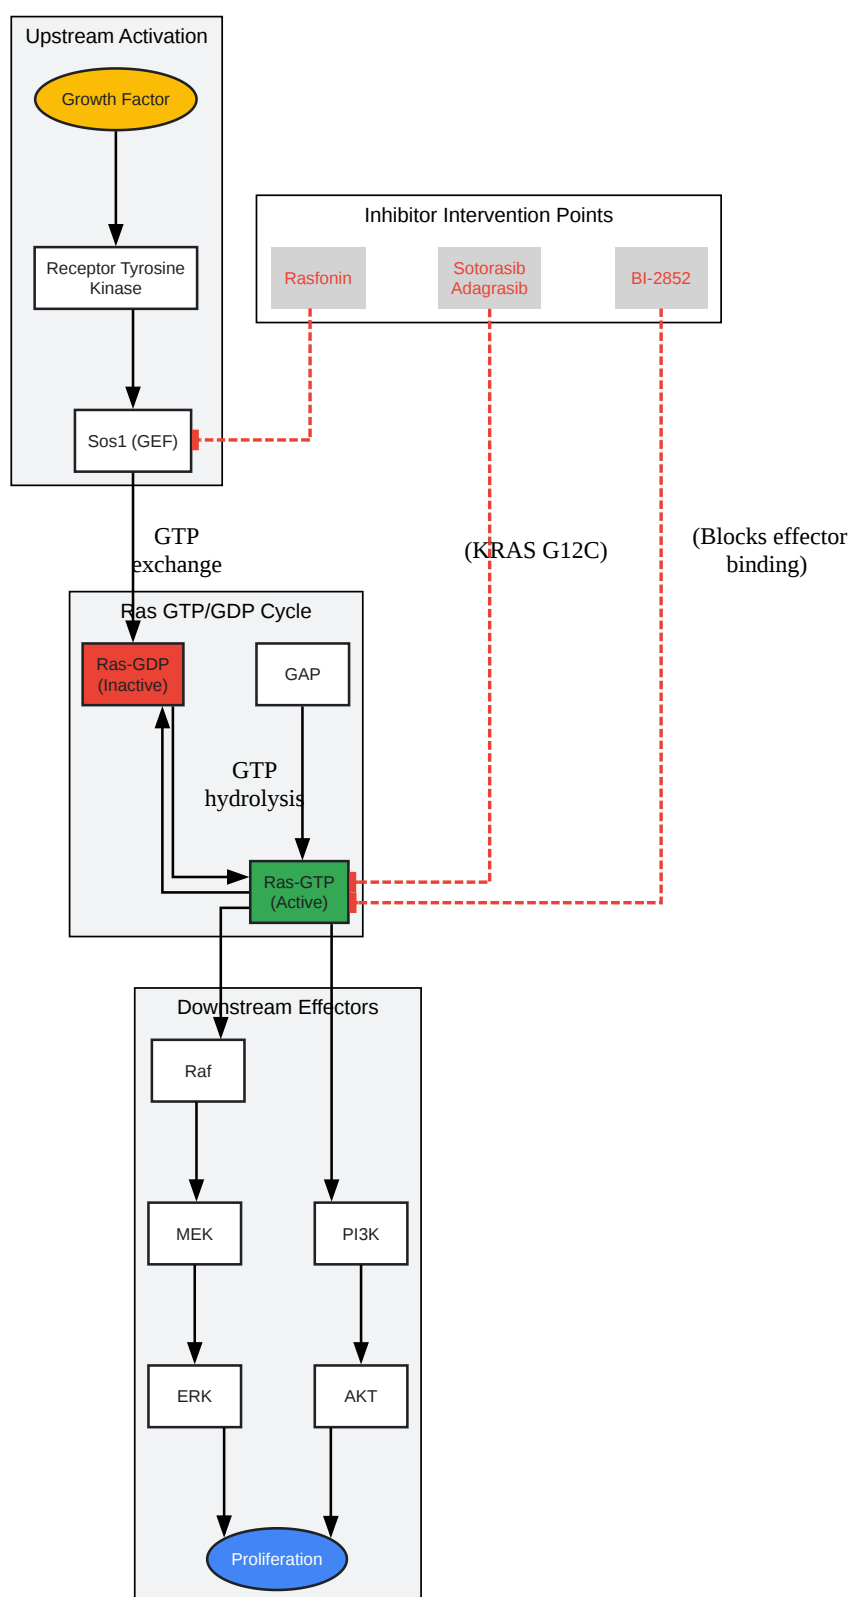 Upstream Activation
Growth Factor
Receptor Tyrosine
Kinase
Sos1 (GEF)
Inhibitor Intervention Points
Rasfonin
Sotorasib
Adagrasib
BI-2852
GTP
exchange
(KRAS G12C)
(Blocks effector
binding)
Ras GTP/GDP Cycle
Ras-GDP
(Inactive)
GAP
GTP
hydrolysis
Ras-GTP
(Active)
Downstream Effectors
Raf
MEK
PI3K
ERK
AKT
Proliferation